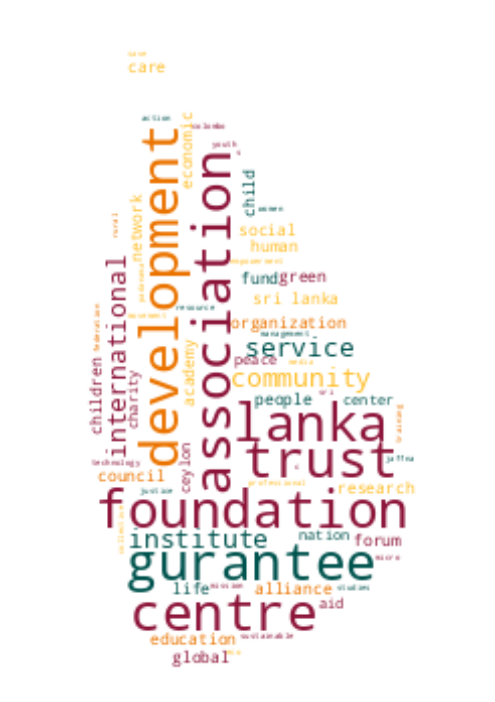 care
action
colombo
youth
economic
development
association
child
women
network
rural
social
human
empowerment
international
fund
green
sri lanka
resource
organization
management
service
peace
academy
community
children
federation
charity
people
center
lanka
training
trust
technology
council
ceylon
jaffna
justice
professional
research
foundation
institute
nation
forum
gurantee
micro
life
mission
alliance
studies
centre
aid
education
sustainable
global